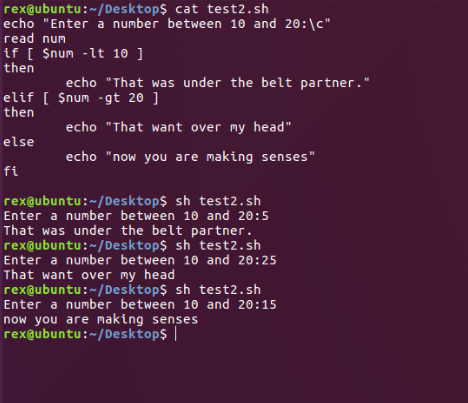 rex@ubuntu:~/Desktop$ cat test2.sh
echo "Enter a number between 10 and 20:\c"
read num
if [ $num -lt 10 ]
then
        echo "That was under the belt partner."
elif [ $num -gt 20 ]
then
        echo "That want over my head"
else
        echo "now you are making senses"
fi

rex@ubuntu:~/Desktop$ sh test2.sh
Enter a number between 10 and 20:5
That was under the belt partner.
rex@ubuntu:~/Desktop$ sh test2.sh
Enter a number between 10 and 20:25
That want over my head
rex@ubuntu:~/Desktop$ sh test2.sh
Enter a number between 10 and 20:15
now you are making senses
rex@ubuntu:~/Desktop$